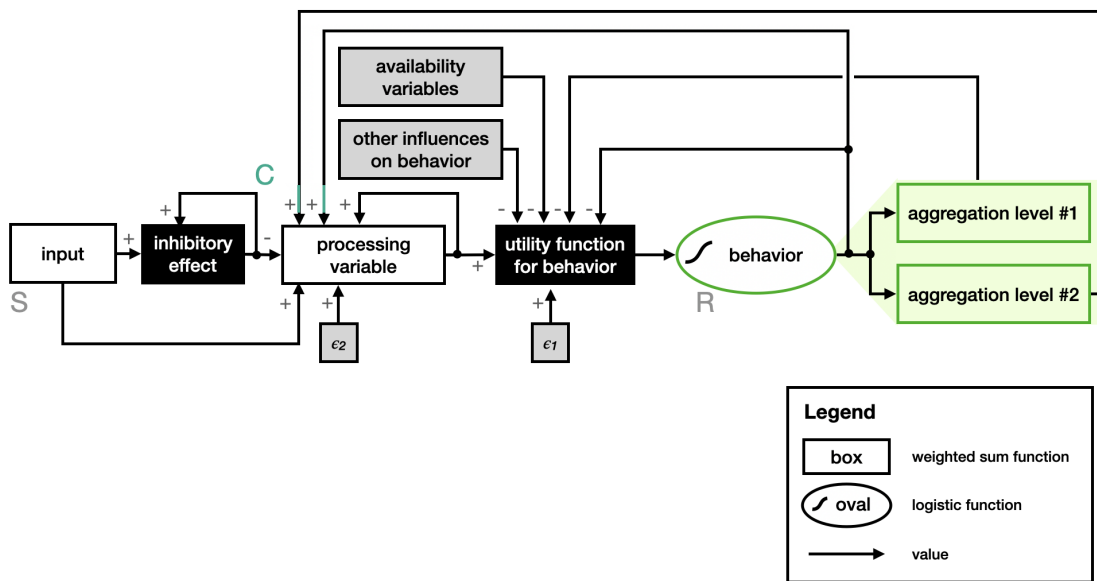 availability
variables
other influences
on behavior
C
+
+
+
+
-
-
-
-
input
+
inhibitory
effect
-
processing
variable
+
utility function
for behavior
behavior
aggregation level #1
aggregation level #2
S
+
+
+
R
ϵ2
ϵ1
Legend
box
weighted sum function
oval
logistic function
value